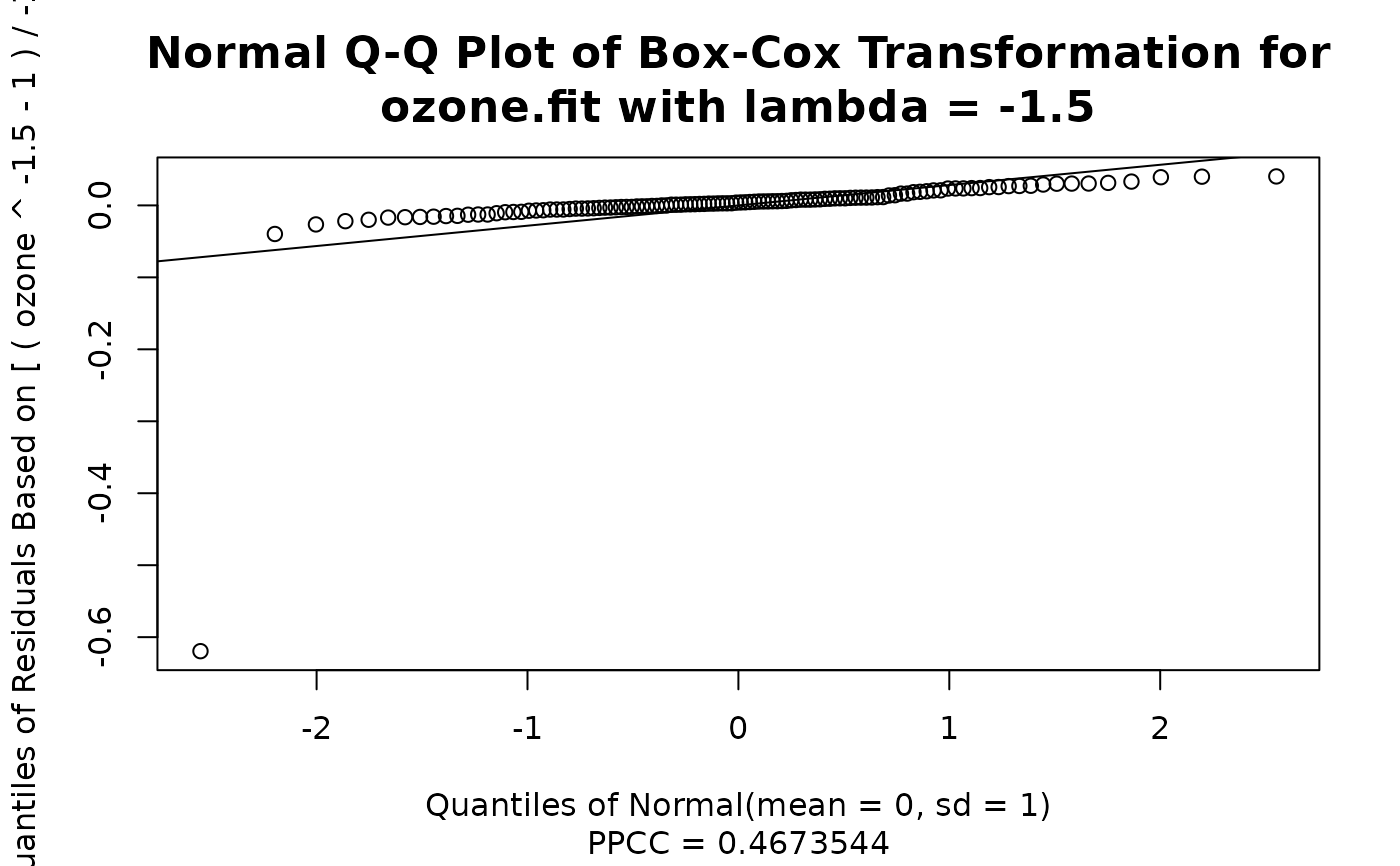 Normal Q-Q Plot of Box-Cox Transformation for
ozone.fit with lambda = -1.5
of Residuals Based on [ ( ozone ^ -1.5 - 1 ) /
0.0
-0.2
-0.4
-0.6
-2 -1 0 1 2
Quantiles of Normal(mean = 0, sd = 1)
PPCC = 0.4673544